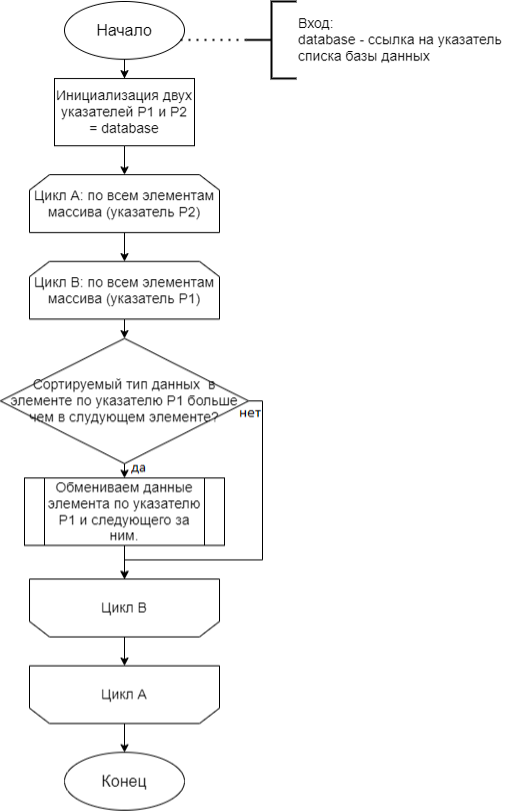 Начало
Вход:
database - ссылка на указатель
списка базы данных
Инициализация двух
указателей P1 и P2
= database
Цикл А: по всем элементам
массива (указатель P2)
Цикл В: по всем элементам
массива (указатель P1)
Сортируемый тип данных в
элементе по указателю P1 больше
чем в слудующем элементе?
нет
да
Обмениваем данные
элемента по указателю
P1 и следующего за
ним.
Цикл В
Цикл А
Конец